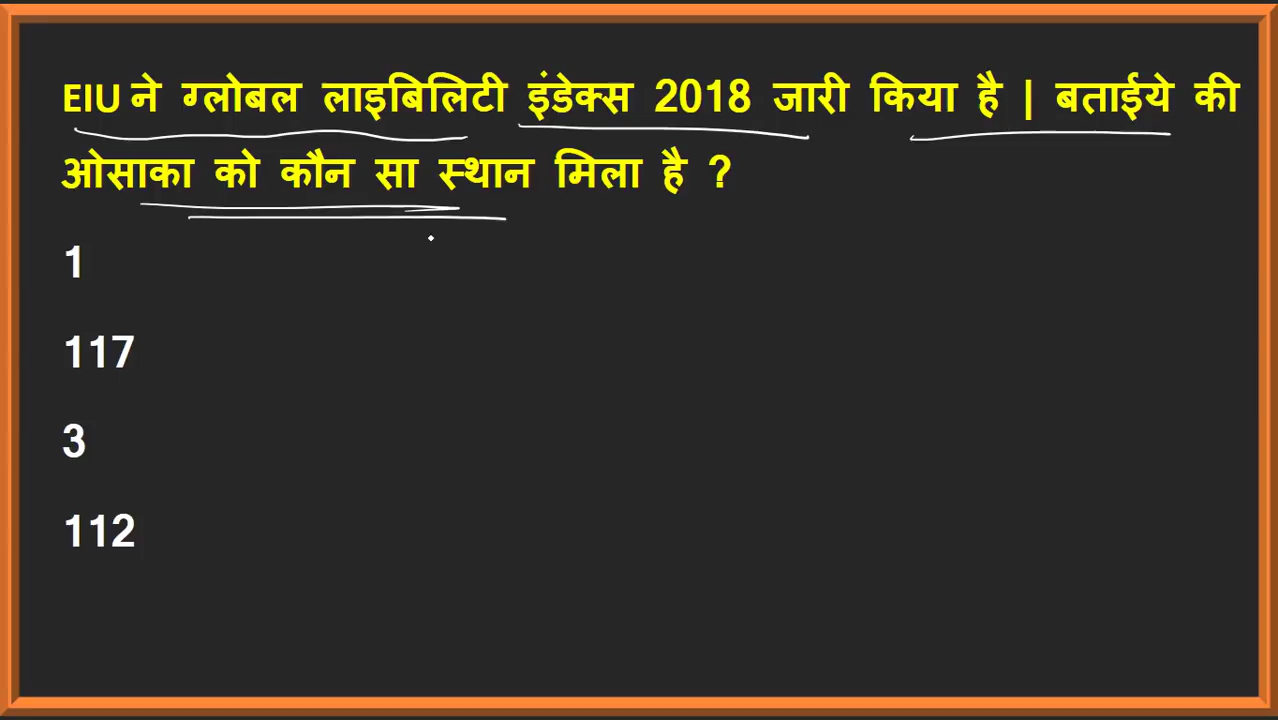 EIU ने ग्लोबल लाइबिलिटी इंडेक्स 2018 जारी किया है | बताईये की
ओसाका को कौन सा स्थान मिला है ?
1
117
3
112